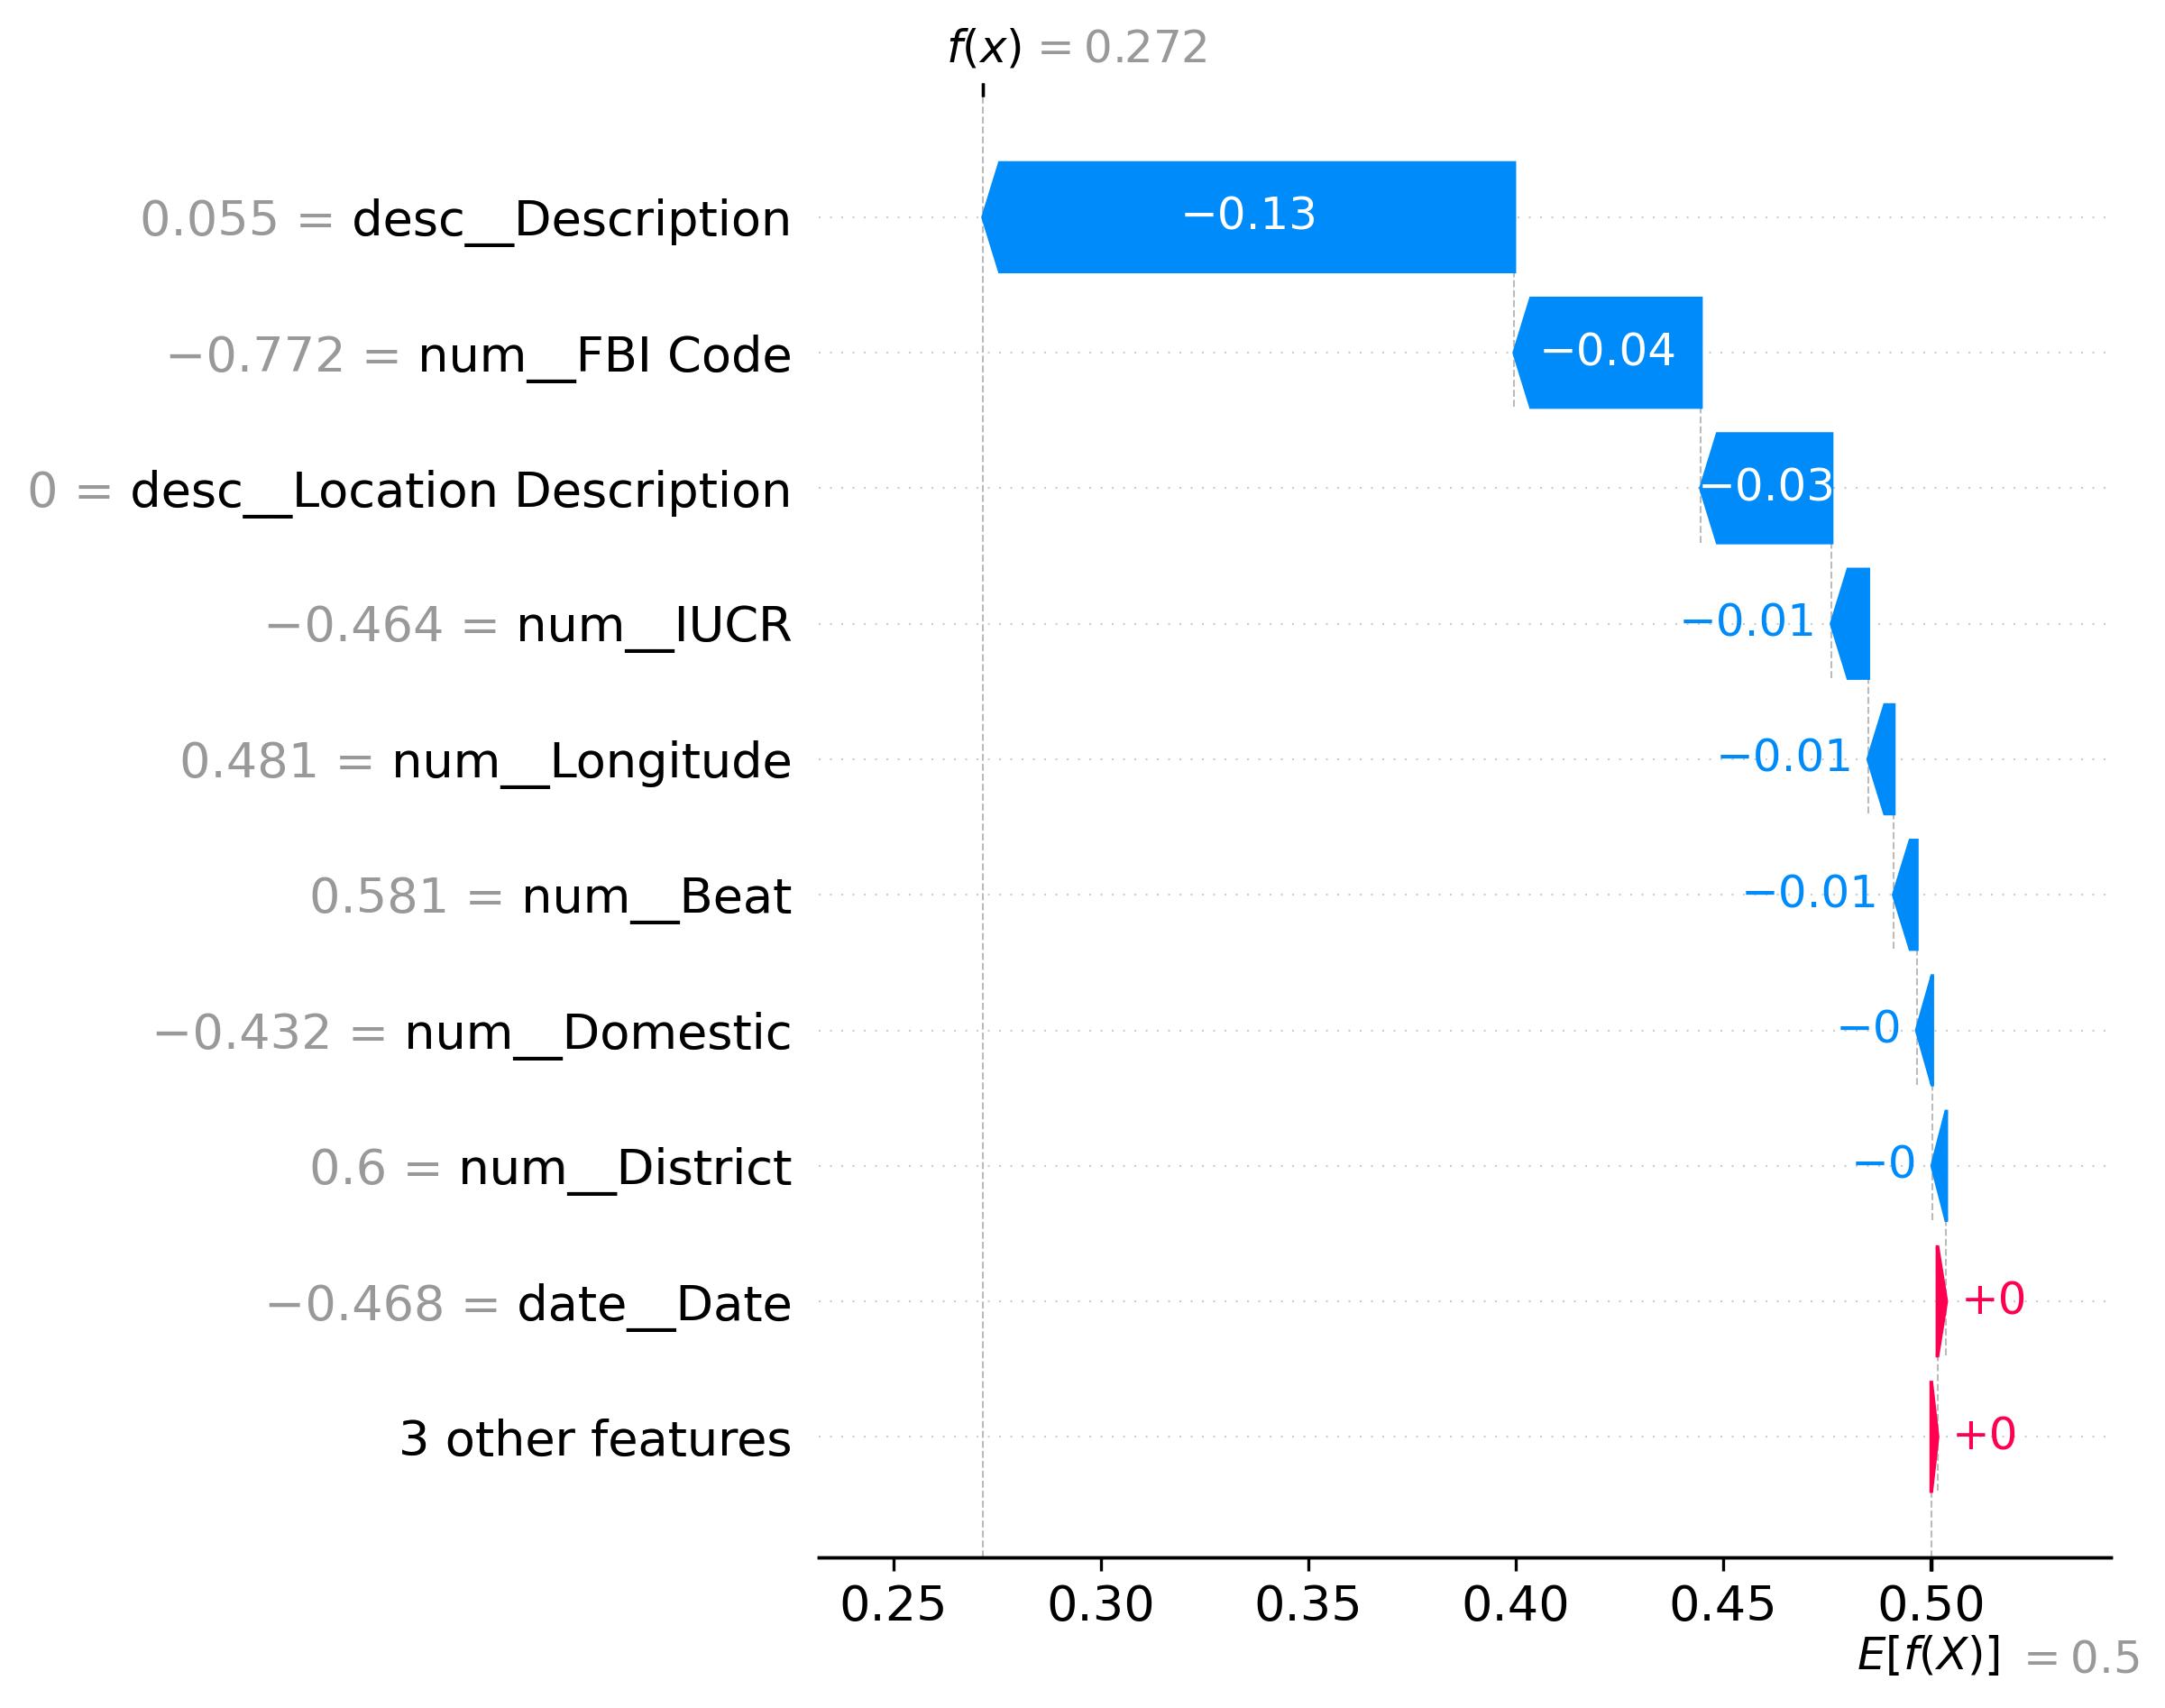 f(x) = 0.272
0.055 = desc__Description
−0.13
−0.772 = num__FBI Code
−0.04
0 = desc__Location Description
−0.03
−0.464 = num__IUCR
−0.01
0.481 = num__Longitude
−0.01
0.581 = num__Beat
−0.01
−0.432 = num__Domestic
−0
0.6 = num__District
−0
−0.468 = date__Date
+0
3 other features
+0
0.25 0.30 0.35 0.40 0.45 0.50
E[f(X)] = 0.5